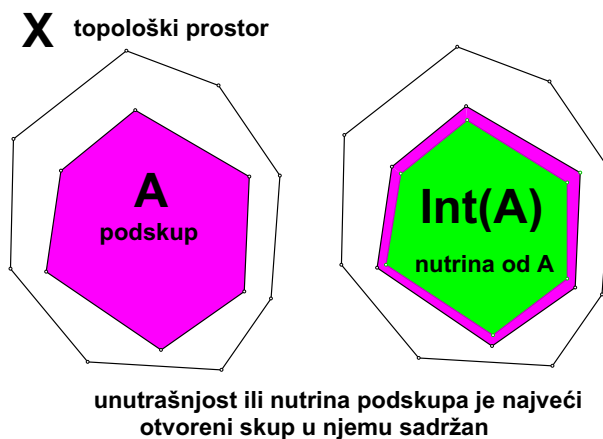 X topološki prostor
A
podskup
Int(A)
nutrina od A
unutrašnjost ili nutrina podskupa je najveći
otvoreni skup u njemu sadržan